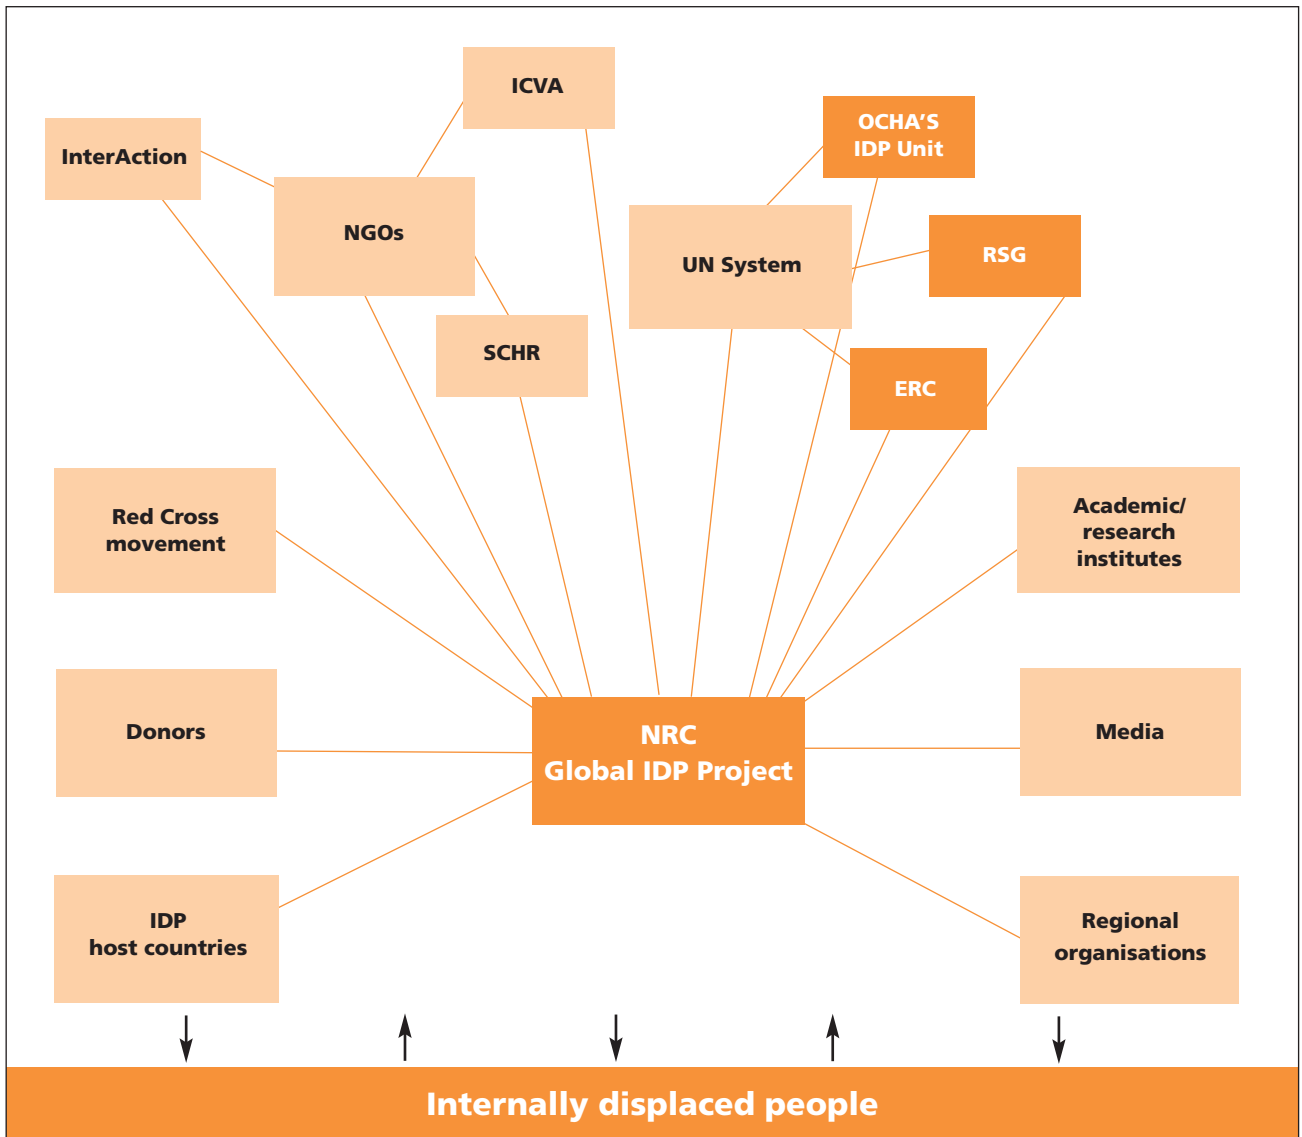 ICVA
OCHA'S
IDP Unit
InterAction
NGOs
UN System
RSG
SCHR
ERC
Red Cross
movement
Academic/
research
institutes
Donors
NRC
Global IDP Project
Media
IDP
host countries
Regional
organisations
Internally displaced people